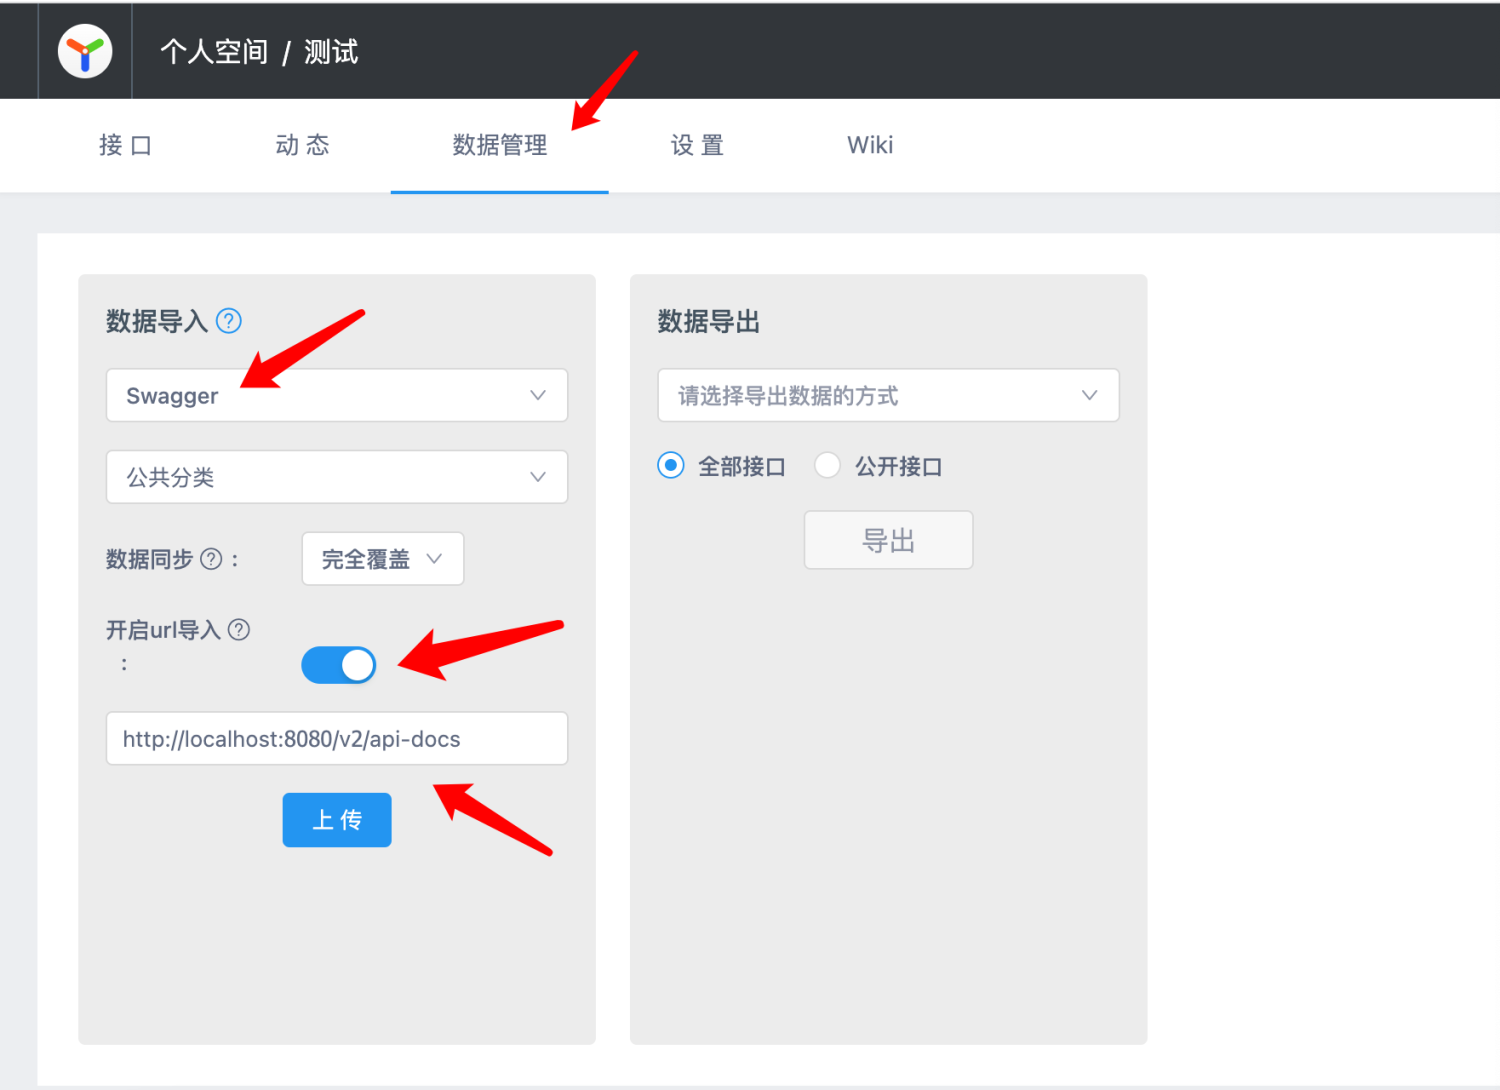 个人空间 / 测试
接 口
动 态
数据管理
设 置
Wiki
数据导入 ?
Swagger
公共分类
数据同步 ? :
完全覆盖
开启url导入 ?
:
http://localhost:8080/v2/api-docs
上 传
数据导出
请选择导出数据的方式
全部接口
公开接口
导出